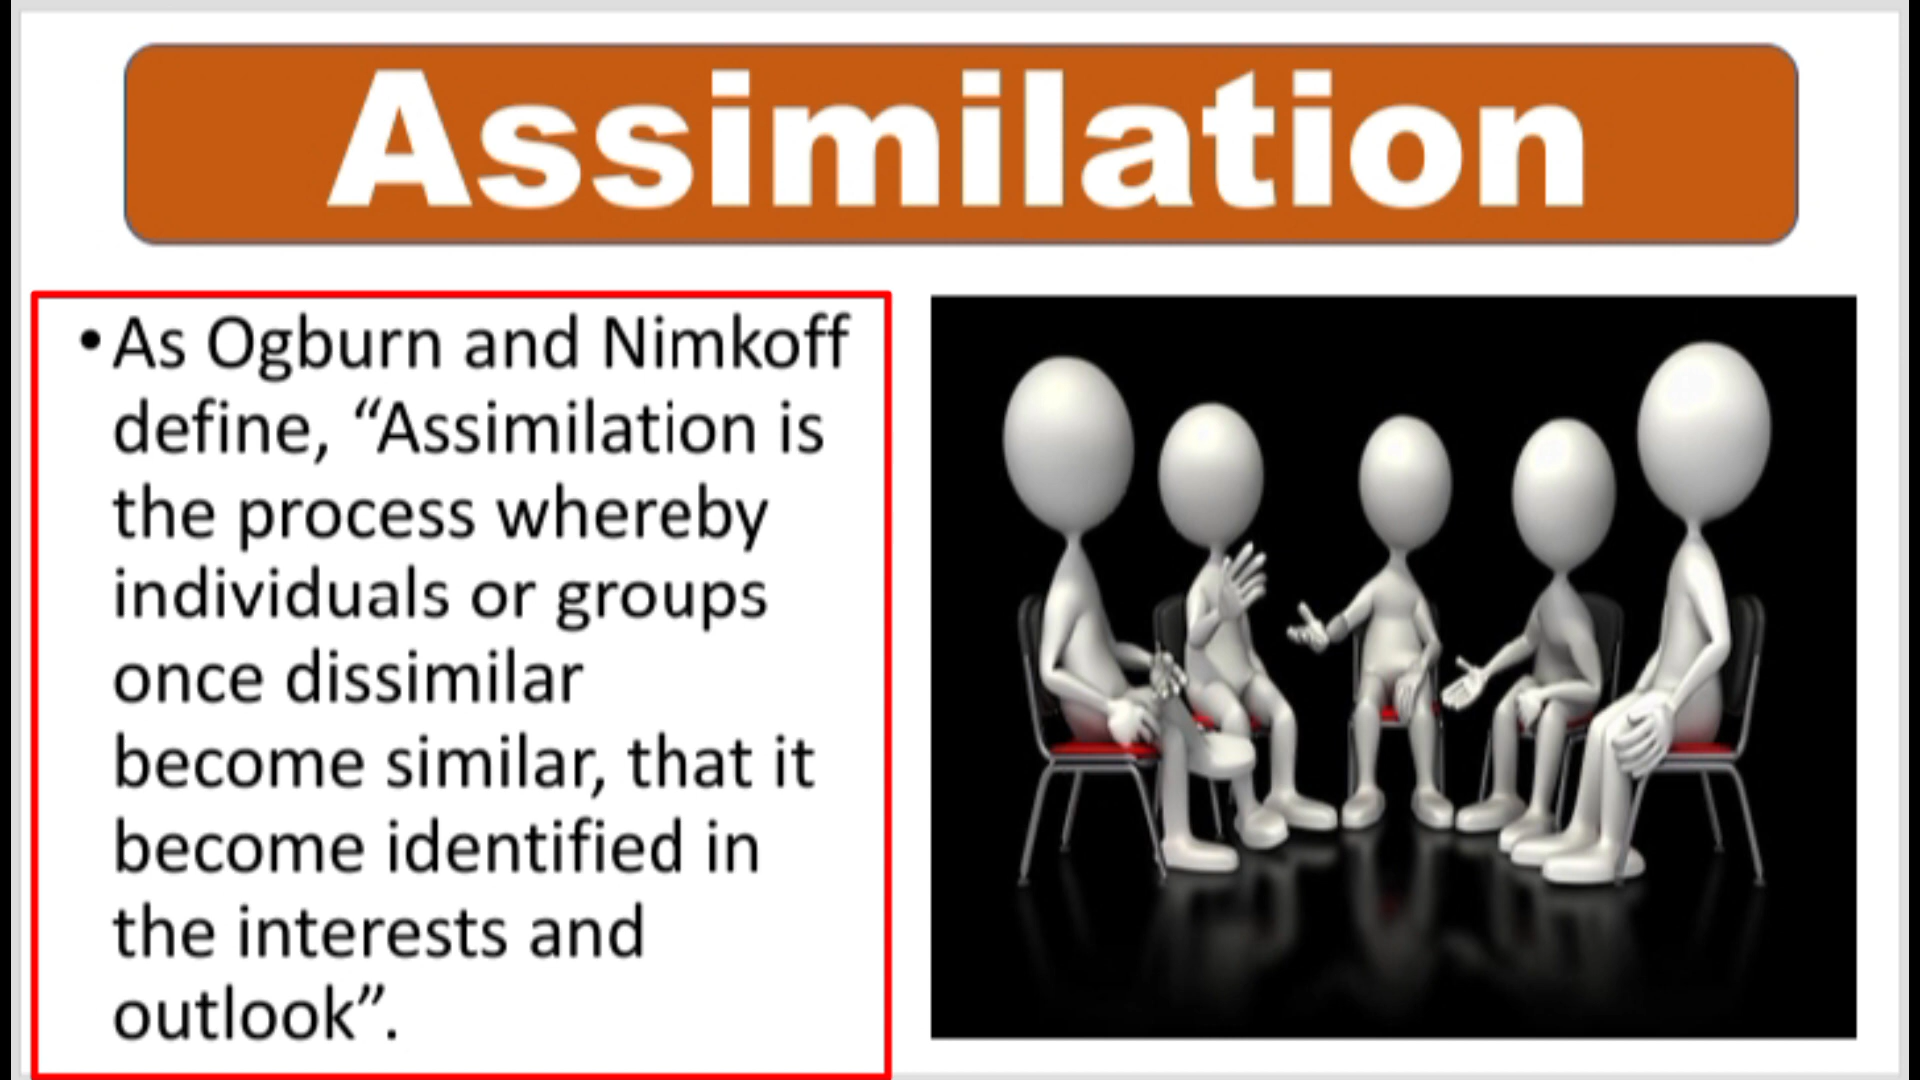 Assimilation
• As Ogburn and Nimkoff
define, “Assimilation is
the process whereby
individuals or groups
once dissimilar
become similar, that it
become identified in
the interests and
outlook”.